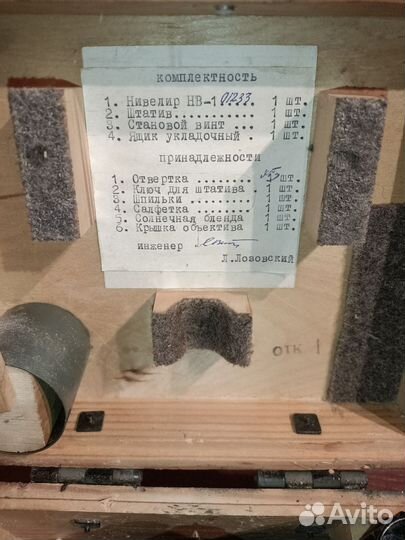 КОМПЛЕКТНОСТЬ
1. Нивелир НВ-1 01233. . 1 шт.
2. Штатив........... 1 шт.
3. Становой винт ... 1 шт.
4. Ящик укладочный . 1 шт.
ПРИНАДЛЕЖНОСТИ
1. Отвертка ........ 1 шт.
2. Ключ для штатива . 1 шт.
3. Шпильки ......... 1 шт.
4. Салфетка ........ 1 шт.
5. Солнечная бленда 1 шт.
6. Крышка объектива 1 шт.
инженер
Л.Лозовский
ОТК 1
Avito